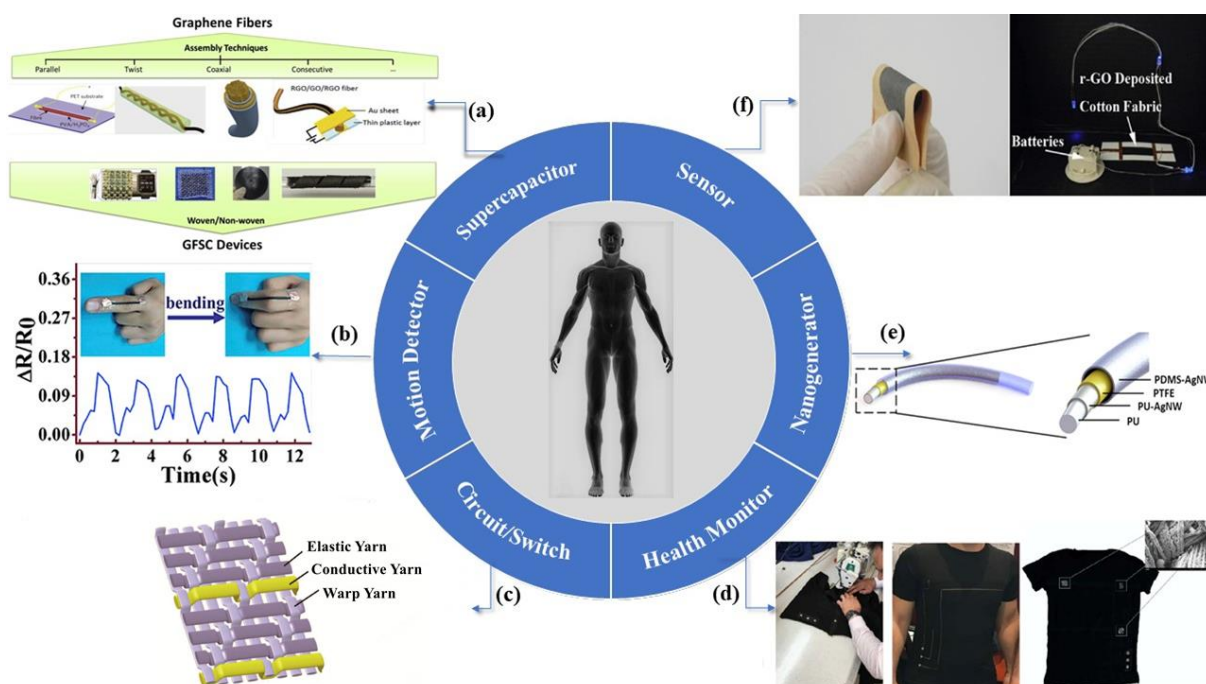 Graphene Fibers
Assembly Techniques
Parallel Twist Coaxial Consecutive ...
PET substrate
Fibre
PVA/H₃PO₄
RGO/GO/RGO fiber
Au sheet
Thin plastic layer
Woven/Non-woven
GFSC Devices
(a)
(f)
r-GO Deposited
Cotton Fabric
Batteries
Supercapacitor
Sensor
Motion Detector
Nanogenerator
Circuit/Switch
Health Monitor
(b)
ΔR/R0
0.36
0.27
0.18
0.09
0.00
bending
0 2 4 6 8 10 12
Time(s)
(e)
PDMS-AgNW
PTFE
PU-AgNW
PU
(c)
Elastic Yarn
Conductive Yarn
Warp Yarn
(d)